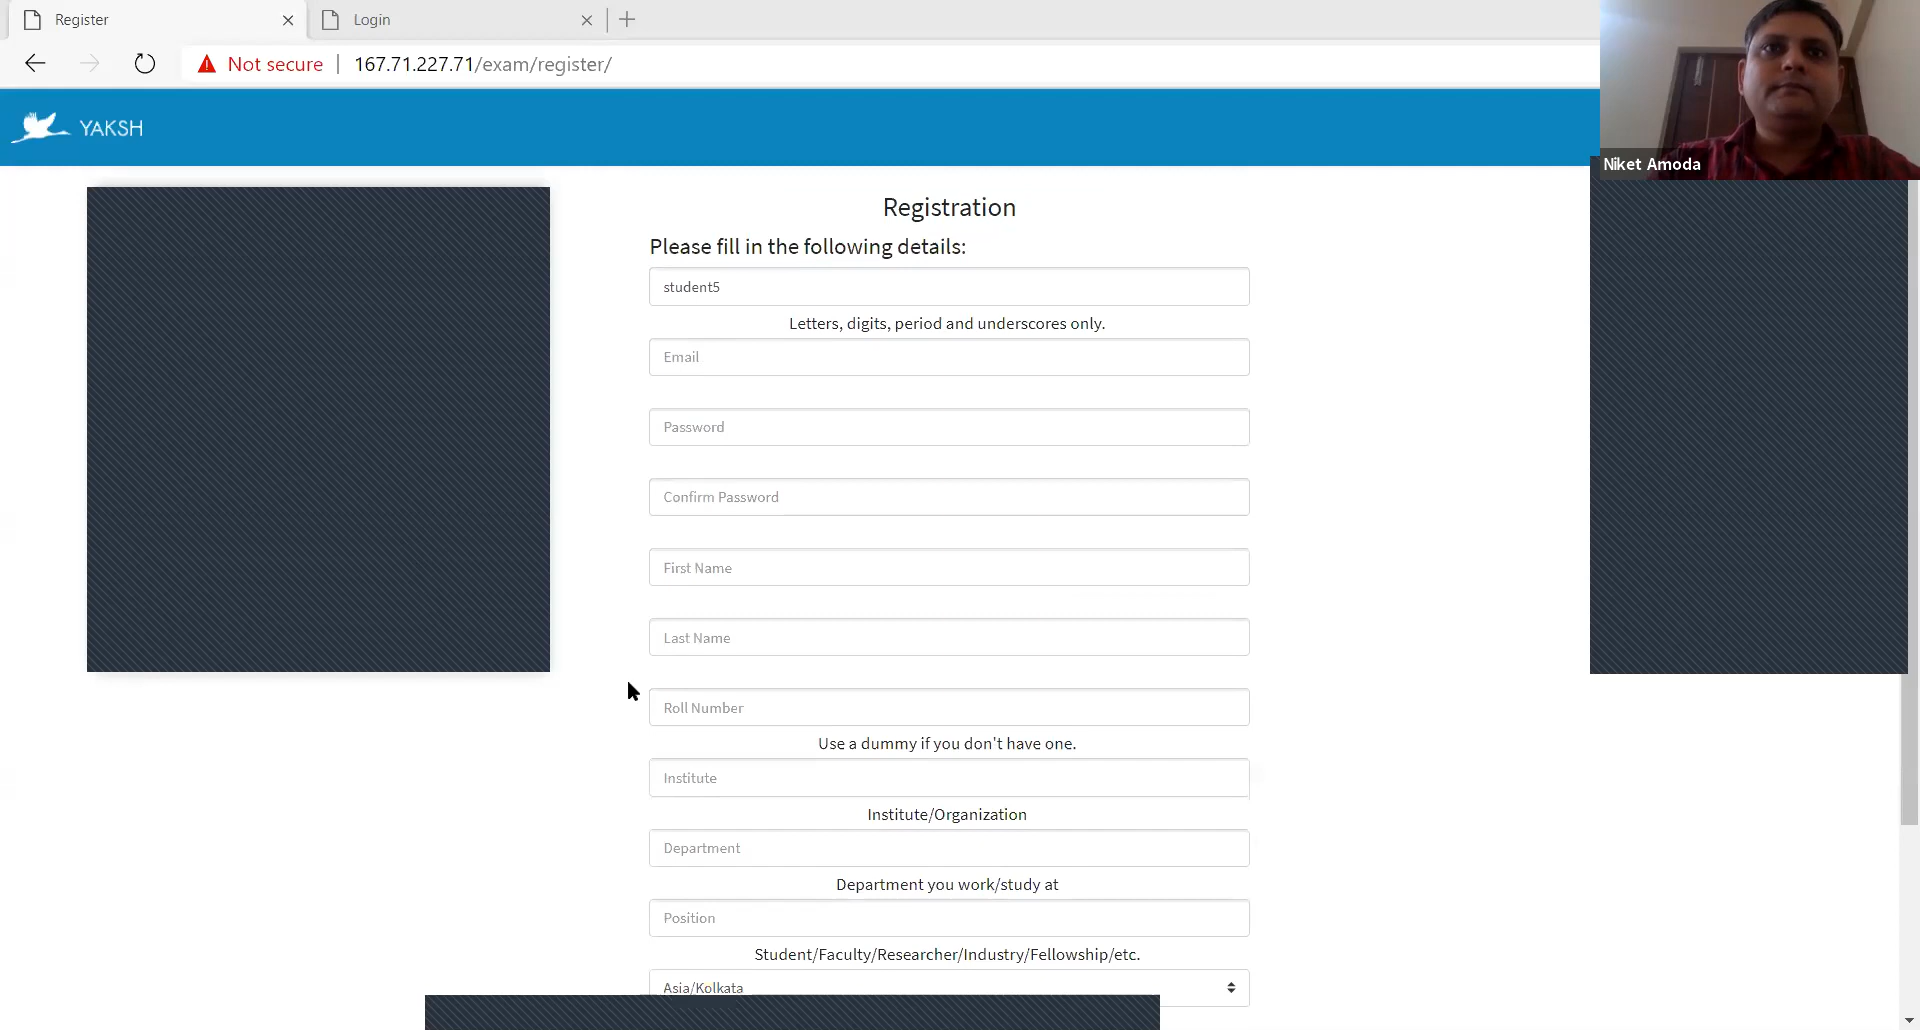 Register
Login
Not secure
167.71.227.71/exam/register/
YAKSH
Niket Amoda
Registration
Please fill in the following details:
student5
Letters, digits, period and underscores only.
Email
Password
Confirm Password
First Name
Last Name
Roll Number
Use a dummy if you don't have one.
Institute
Institute/Organization
Department
Department you work/study at
Position
Student/Faculty/Researcher/Industry/Fellowship/etc.
Asia/Kolkata